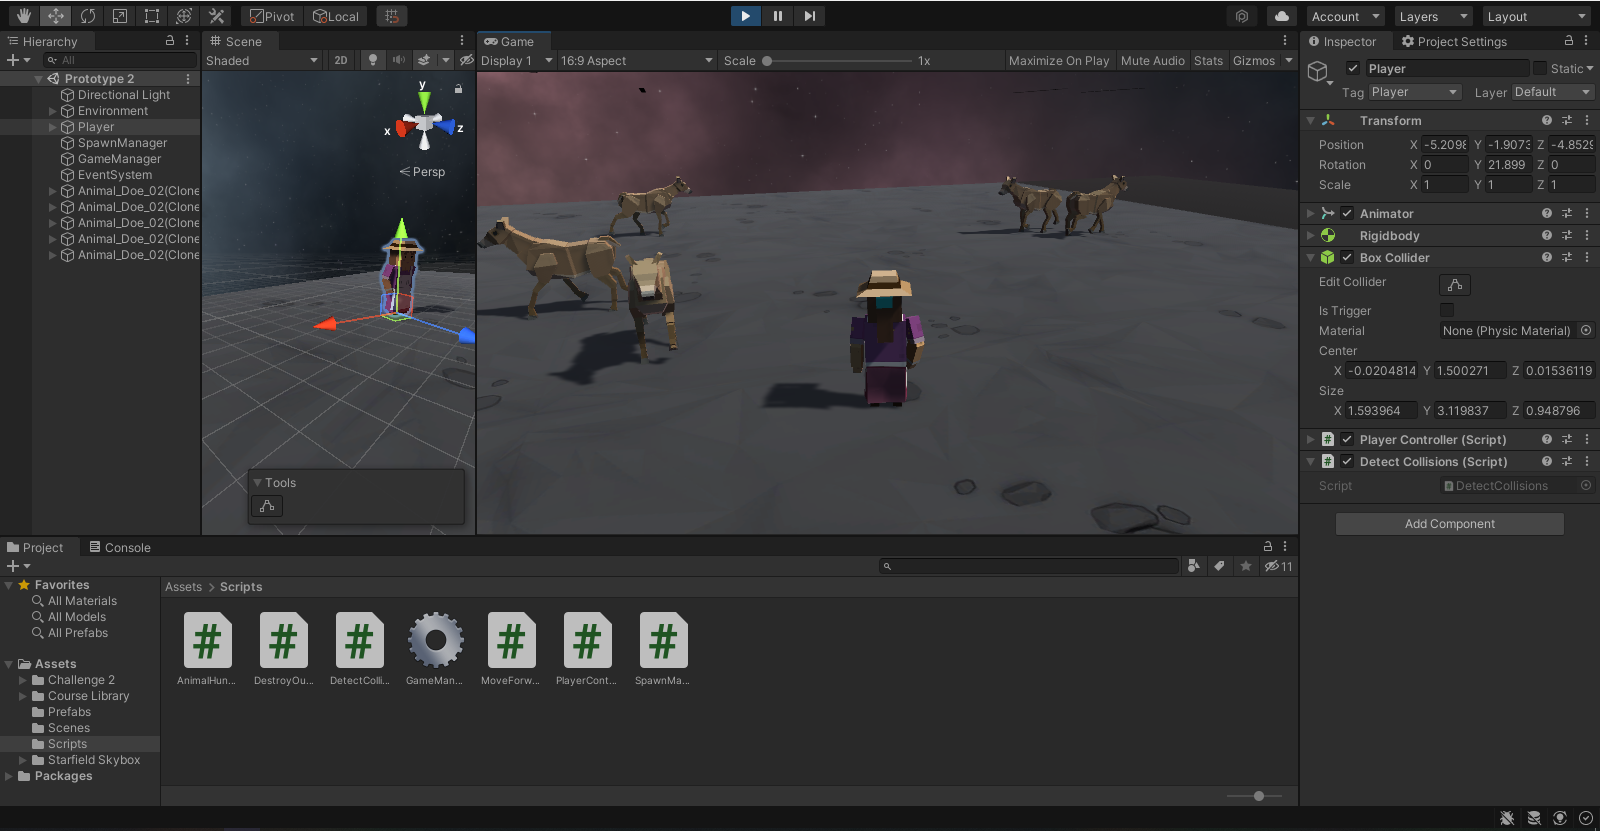 Pivot Local Account Layers Layout
Hierarchy
All
Prototype 2
Directional Light
Environment
Player
SpawnManager
GameManager
EventSystem
Animal_Doe_02(Clone
Animal_Doe_02(Clone
Animal_Doe_02(Clone
Animal_Doe_02(Clone
Animal_Doe_02(Clone
Scene
Shaded 2D
y
x z
Persp
Tools
Game
Display 1 16:9 Aspect Scale 1x Maximize On Play Mute Audio Stats Gizmos
Inspector Project Settings
Player Static
Tag Player Layer Default
Transform
Position X -5.2098 Y -1.9073 Z -4.8529
Rotation X 0 Y 21.899 Z 0
Scale X 1 Y 1 Z 1
Animator
Rigidbody
Box Collider
Edit Collider
Is Trigger
Material None (Physic Material)
Center
X -0.0204814 Y 1.500271 Z 0.01536119
Size
X 1.593964 Y 3.119837 Z 0.948796
# Player Controller (Script)
# Detect Collisions (Script)
Script DetectCollisions
Add Component
Project Console
11
Favorites
All Materials
All Models
All Prefabs
Assets
Challenge 2
Course Library
Prefabs
Scenes
Scripts
Starfield Skybox
Packages
Assets > Scripts
# # # # # #
AnimalHun... DestroyOu... DetectColli... GameMan... MoveForw... PlayerCont... SpawnMa...